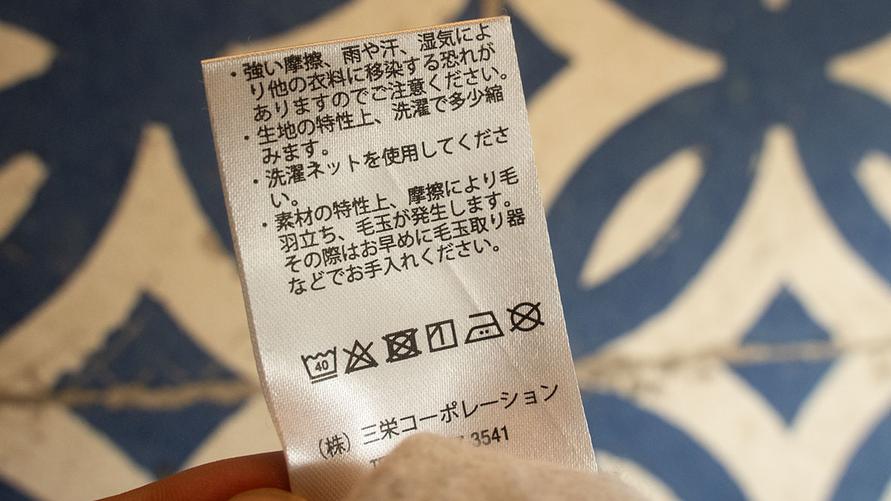 ・強い摩擦、雨や汗、湿気によ
り他の衣料に移染する恐れが
ありますのでご注意ください。
・生地の特性上、洗濯で多少縮
みます。
・洗濯ネットを使用してくださ
い。
・素材の特性上、摩擦により毛
羽立ち、毛玉が発生します。
その際はお早めに毛玉取り器
などでお手入れください。
40
(株) 三栄コーポレーション
3541